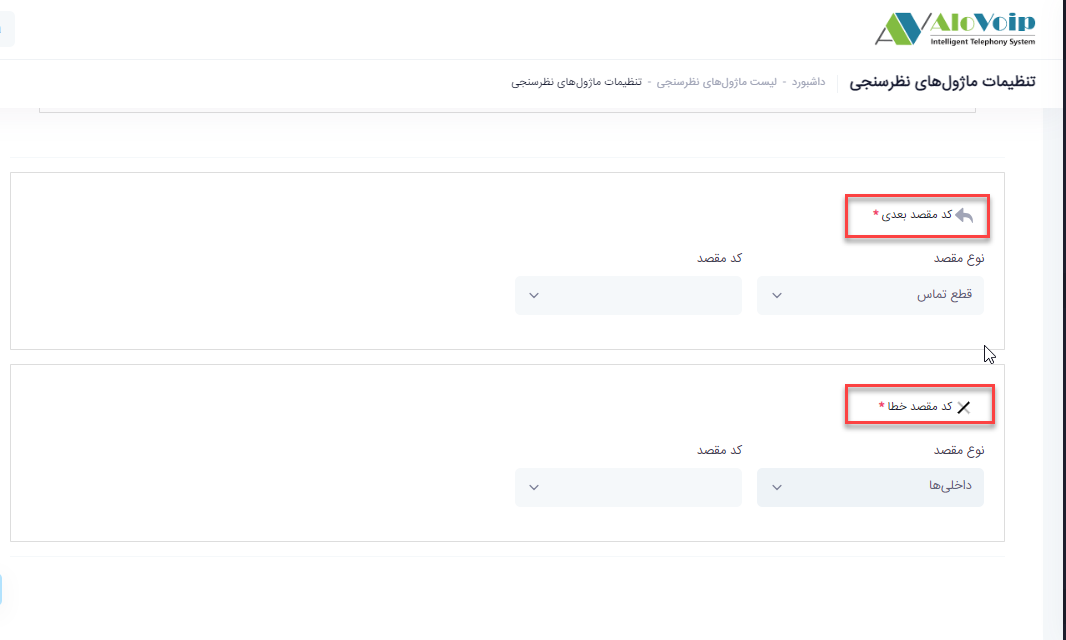 AloVoip
Intelligent Telephony System
تنظیمات ماژول‌های نظرسنجی
داشبورد - لیست ماژول‌های نظرسنجی - تنظیمات ماژول‌های نظرسنجی
کد مقصد بعدی *
نوع مقصد
کد مقصد
قطع تماس
کد مقصد خطا *
نوع مقصد
کد مقصد
داخلی‌ها